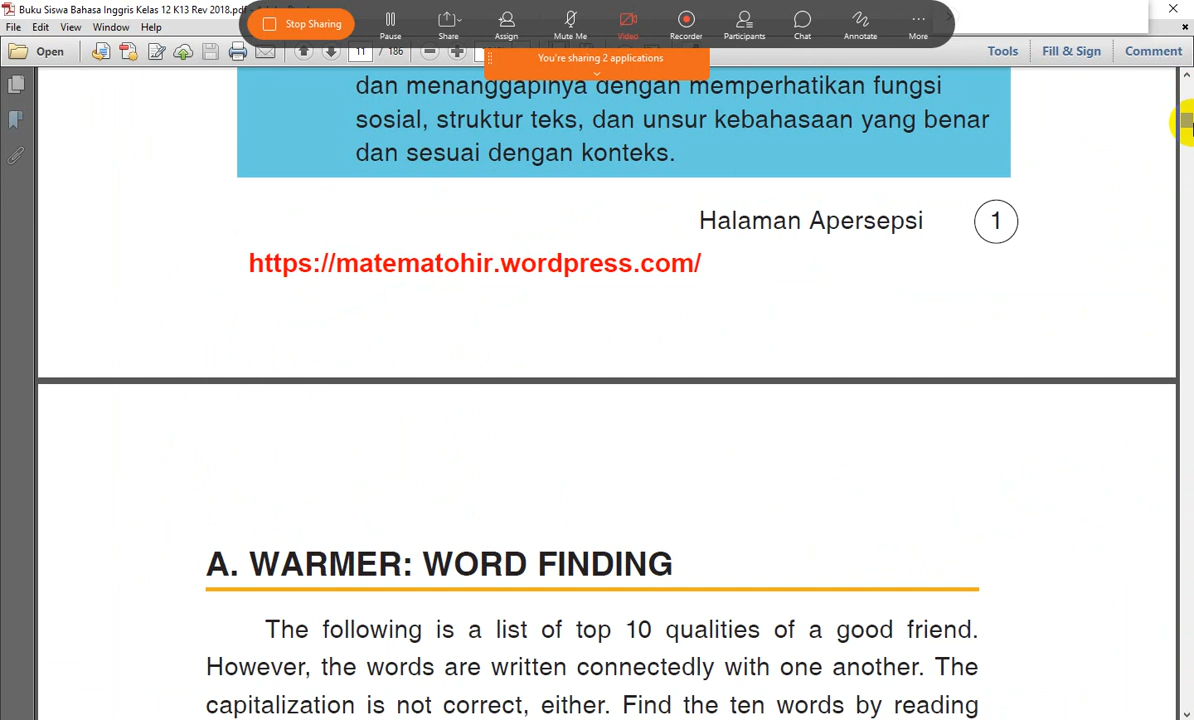 Buku Siswa Bahasa Inggris Kelas 12 K13 Rev 2018.pdf
File Edit View Window Help
Stop Sharing
Pause Share Assign Mute Me Video Recorder Participants Chat Annotate More
Open 11 / 186 Tools Fill & Sign Comment
You're sharing 2 applications
dan menanggapinya dengan memperhatikan fungsi
sosial, struktur teks, dan unsur kebahasaan yang benar
dan sesuai dengan konteks.
Halaman Apersepsi 1
https://matematohir.wordpress.com/
A. WARMER: WORD FINDING
The following is a list of top 10 qualities of a good friend.
However, the words are written connectedly with one another. The
capitalization is not correct, either. Find the ten words by reading